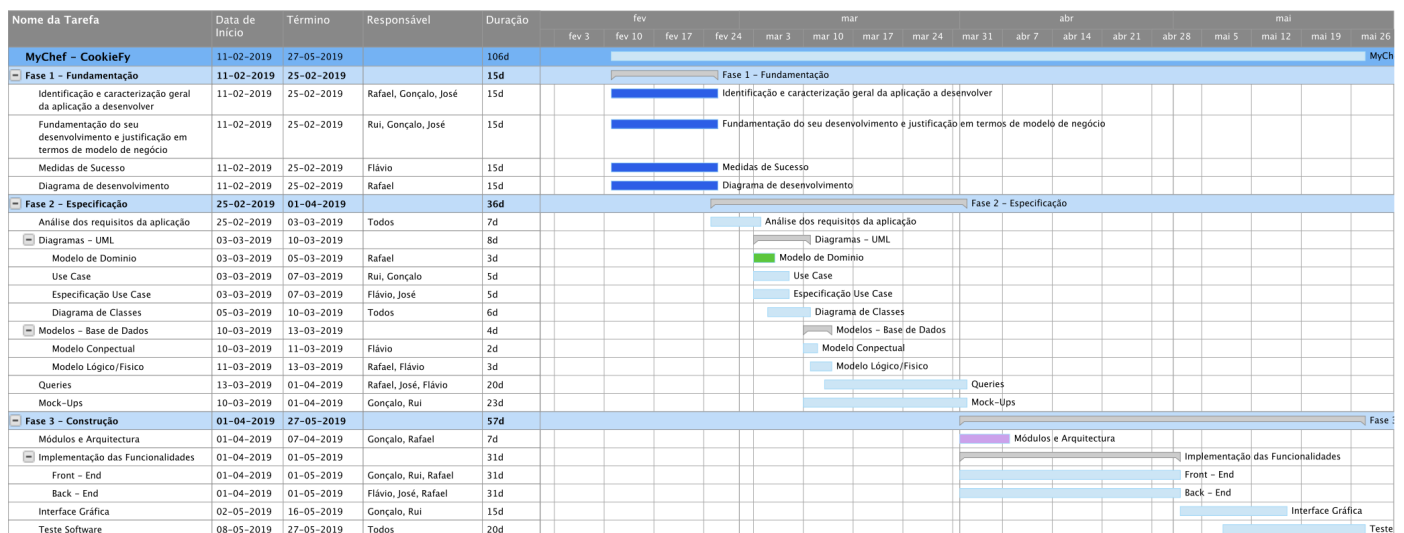 Nome da Tarefa Data de Início Término Responsável Duração fev mar abr mai
fev 3 fev 10 fev 17 fev 24 mar 3 mar 10 mar 17 mar 24 mar 31 abr 7 abr 14 abr 21 abr 28 mai 5 mai 12 mai 19 mai 26
MyChef – CookieFy 11-02-2019 27-05-2019 106d MyCh
Fase 1 – Fundamentação 11-02-2019 25-02-2019 15d Fase 1 – Fundamentação
Identificação e caracterização geral da aplicação a desenvolver 11-02-2019 25-02-2019 Rafael, Gonçalo, José 15d Identificação e caracterização geral da aplicação a desenvolver
Fundamentação do seu desenvolvimento e justificação em termos de modelo de negócio 11-02-2019 25-02-2019 Rui, Gonçalo, José 15d Fundamentação do seu desenvolvimento e justificação em termos de modelo de negócio
Medidas de Sucesso 11-02-2019 25-02-2019 Flávio 15d Medidas de Sucesso
Diagrama de desenvolvimento 11-02-2019 25-02-2019 Rafael 15d Diagrama de desenvolvimento
Fase 2 – Especificação 25-02-2019 01-04-2019 36d Fase 2 – Especificação
Análise dos requisitos da aplicação 25-02-2019 03-03-2019 Todos 7d Análise dos requisitos da aplicação
Diagramas – UML 03-03-2019 10-03-2019 8d Diagramas – UML
Modelo de Dominio 03-03-2019 05-03-2019 Rafael 3d Modelo de Dominio
Use Case 03-03-2019 07-03-2019 Rui, Gonçalo 5d Use Case
Especificação Use Case 03-03-2019 07-03-2019 Flávio, José 5d Especificação Use Case
Diagrama de Classes 05-03-2019 10-03-2019 Todos 6d Diagrama de Classes
Modelos – Base de Dados 10-03-2019 13-03-2019 4d Modelos – Base de Dados
Modelo Conpectual 10-03-2019 11-03-2019 Flávio 2d Modelo Conpectual
Modelo Lógico/Fisico 11-03-2019 13-03-2019 Rafael, Flávio 3d Modelo Lógico/Fisico
Queries 13-03-2019 01-04-2019 Rafael, José, Flávio 20d Queries
Mock-Ups 10-03-2019 01-04-2019 Gonçalo, Rui 23d Mock-Ups
Fase 3 – Construção 01-04-2019 27-05-2019 57d Fase 3
Módulos e Arquitectura 01-04-2019 07-04-2019 Gonçalo, Rafael 7d Módulos e Arquitectura
Implementação das Funcionalidades 01-04-2019 01-05-2019 31d Implementação das Funcionalidades
Front – End 01-04-2019 01-05-2019 Gonçalo, Rui, Rafael 31d Front – End
Back – End 01-04-2019 01-05-2019 Flávio, José, Rafael 31d Back – End
Interface Gráfica 02-05-2019 16-05-2019 Gonçalo, Rui 15d Interface Gráfica
Teste Software 08-05-2019 27-05-2019 Todos 20d Teste